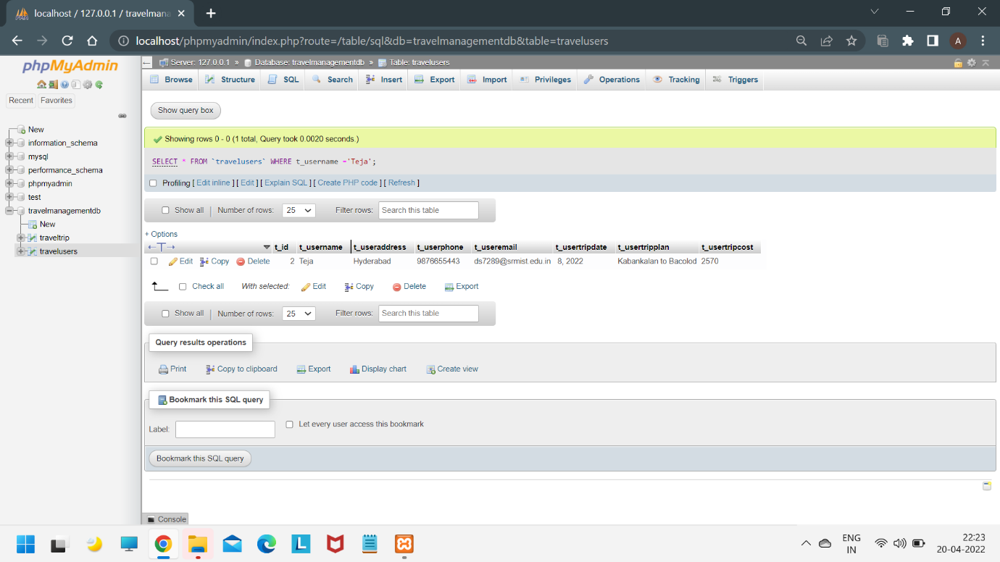 localhost / 127.0.0.1 / travelmana
localhost/phpmyadmin/index.php?route=/table/sql&db=travelmanagementdb&table=travelusers
A
phpMyAdmin
Server: 127.0.0.1 » Database: travelmanagementdb » Table: travelusers
Browse Structure SQL Search Insert Export Import Privileges Operations Tracking Triggers
Recent Favorites
New
information_schema
mysql
performance_schema
phpmyadmin
test
travelmanagementdb
New
traveltrip
travelusers
Show query box
Showing rows 0 - 0 (1 total, Query took 0.0020 seconds.)
SELECT * FROM `travelusers` WHERE t_username ='Teja';
Profiling [ Edit inline ] [ Edit ] [ Explain SQL ] [ Create PHP code ] [ Refresh ]
Show all | Number of rows: 25 Filter rows: Search this table
+ Options
←T→ t_id t_username t_useraddress t_userphone t_useremail t_usertripdate t_usertripplan t_usertripcost
Edit Copy Delete 2 Teja Hyderabad 9876655443 ds7289@srmist.edu.in 8, 2022 Kabankalan to Bacolod 2570
Check all With selected: Edit Copy Delete Export
Show all | Number of rows: 25 Filter rows: Search this table
Query results operations
Print Copy to clipboard Export Display chart Create view
Bookmark this SQL query
Label: Let every user access this bookmark
Bookmark this SQL query
Console
L
ENG
IN
22:23
20-04-2022